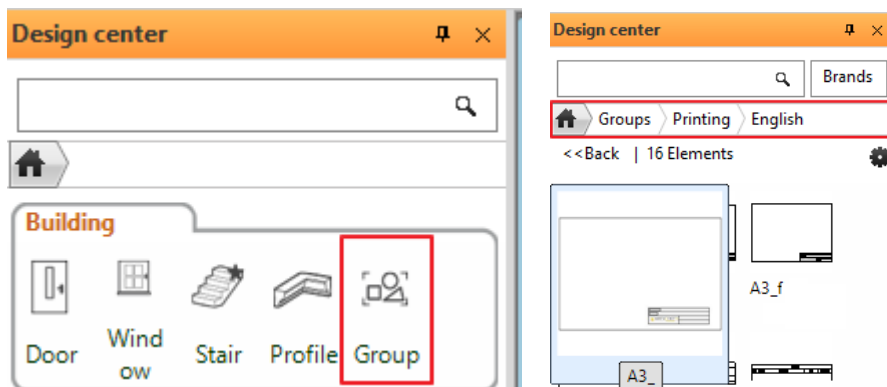 Design center
Building
Door
Wind
ow
Stair
Profile
Group
Design center
Brands
Groups
Printing
English
<<Back | 16 Elements
A3_f
A3_